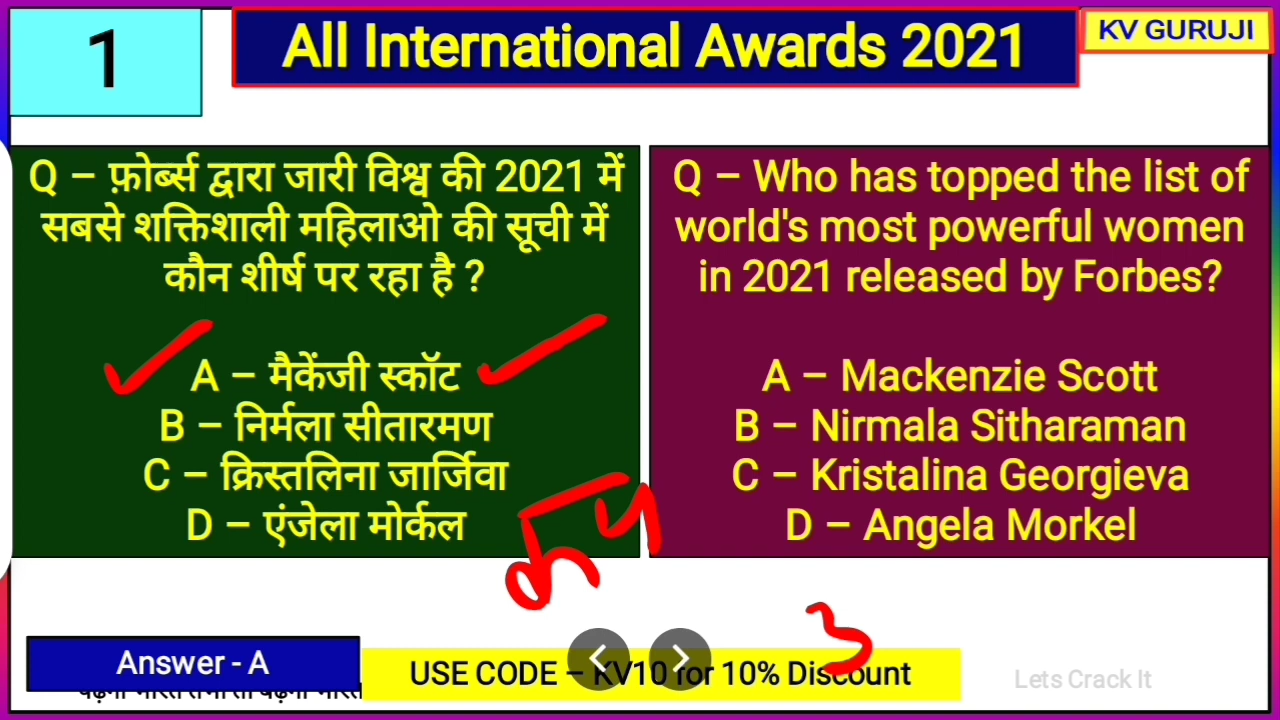 1
All International Awards 2021
KV GURUJI
Q – फ़ोर्ब्स द्वारा जारी विश्व की 2021 में
सबसे शक्तिशाली महिलाओ की सूची में
कौन शीर्ष पर रहा है ?
A – मैकेंजी स्कॉट
B – निर्मला सीतारमण
C – क्रिस्तलिना जार्जिवा
D – एंजेला मोर्कल
Q – Who has topped the list of
world's most powerful women
in 2021 released by Forbes?
A – Mackenzie Scott
B – Nirmala Sitharaman
C – Kristalina Georgieva
D – Angela Morkel
3
Answer - A
USE CODE – KV10 for 10% Discount
Lets Crack It